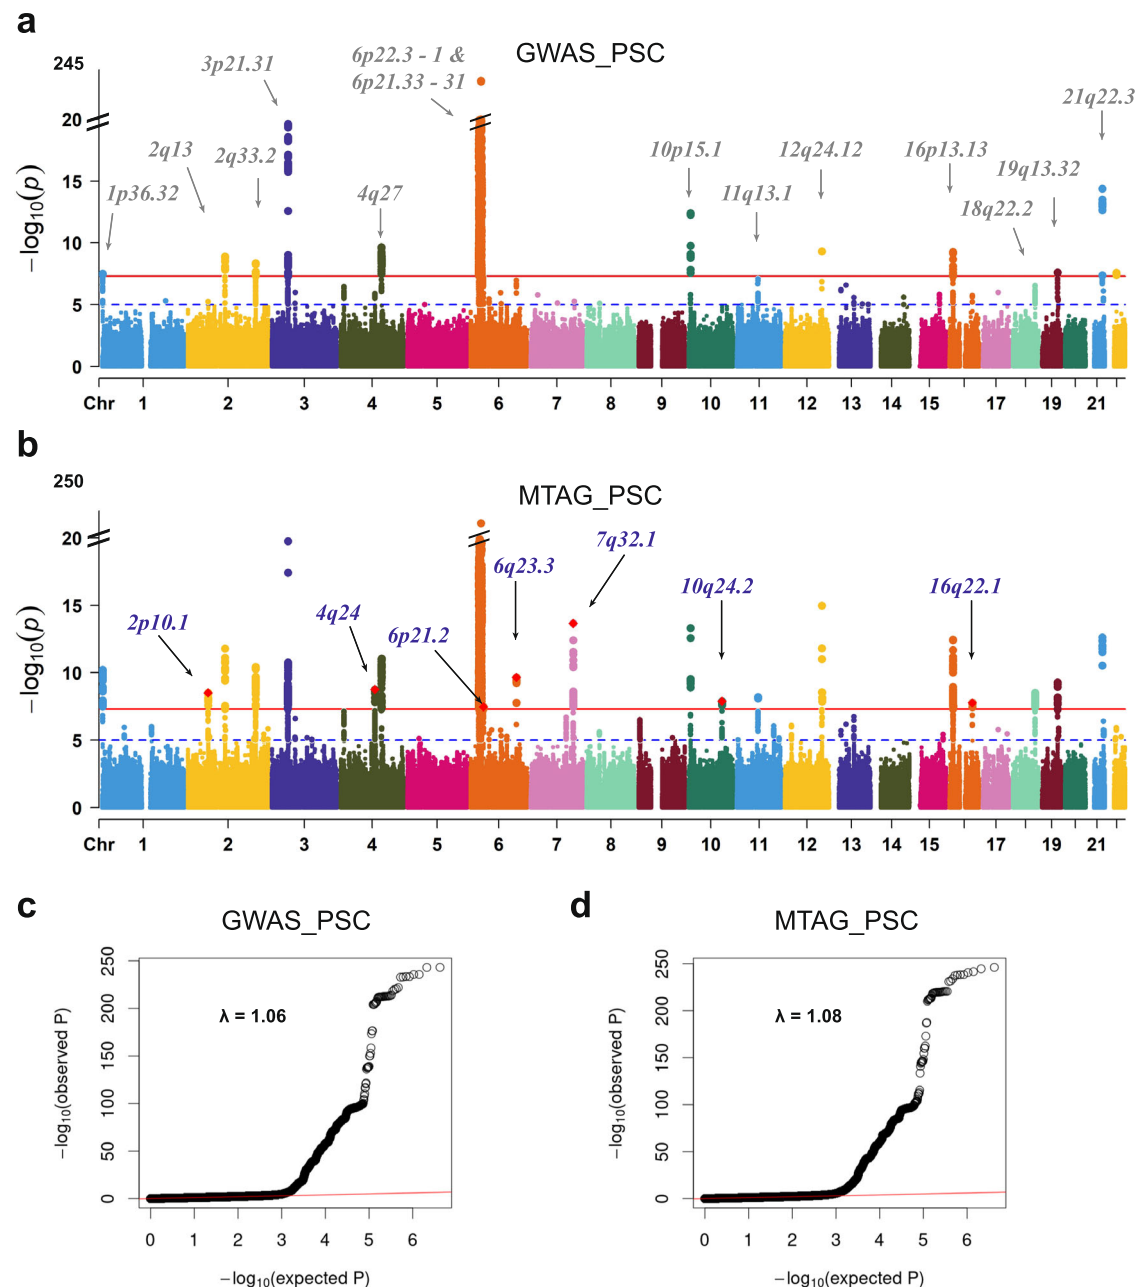 a
GWAS_PSC
245
20
15
10
5
0
−log10(p)
1p36.32
2q13
2q33.2
3p21.31
4q27
6p22.3 - 1 &
6p21.33 - 31
10p15.1
11q13.1
12q24.12
16p13.13
18q22.2
19q13.32
21q22.3
Chr 1 2 3 4 5 6 7 8 9 10 11 12 13 14 15 17 19 21
b
MTAG_PSC
250
20
15
10
5
0
−log10(p)
2p10.1
4q24
6p21.2
6q23.3
7q32.1
10q24.2
16q22.1
Chr 1 2 3 4 5 6 7 8 9 10 11 12 13 14 15 17 19 21
c
GWAS_PSC
λ = 1.06
−log10(observed P)
250
200
150
100
50
0
0 1 2 3 4 5 6
−log10(expected P)
d
MTAG_PSC
λ = 1.08
−log10(observed P)
250
200
150
100
50
0
0 1 2 3 4 5 6
−log10(expected P)